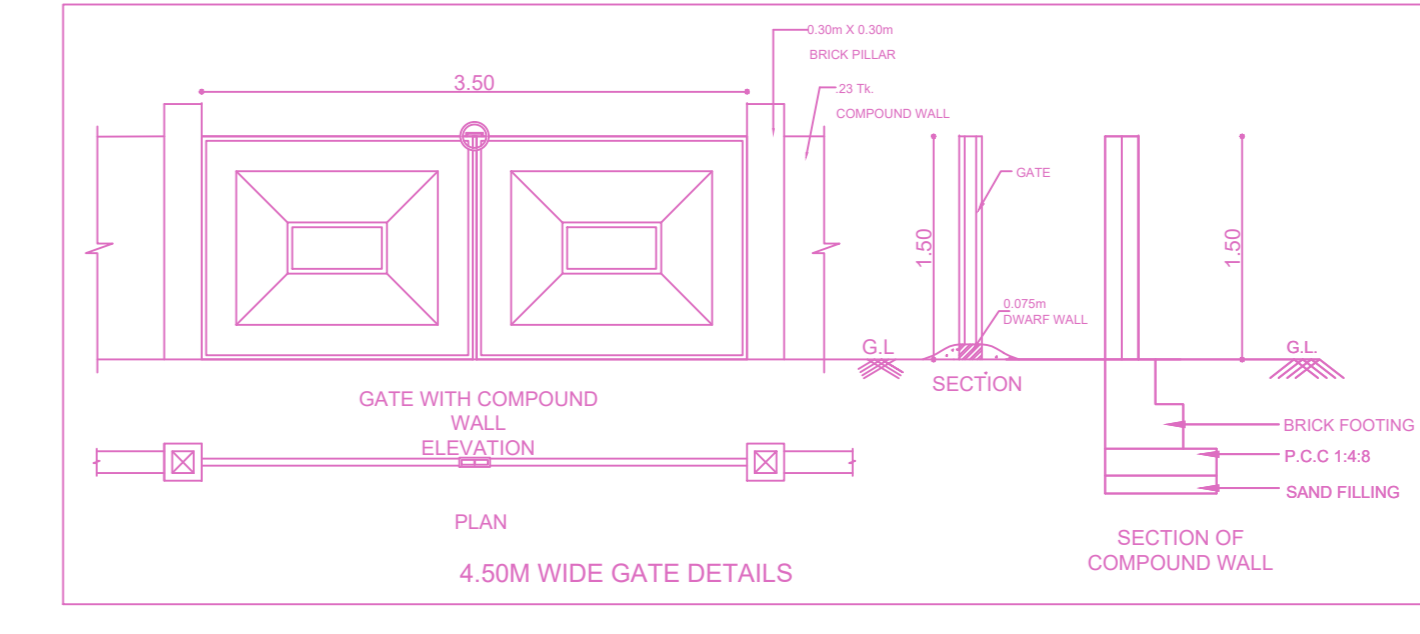 0.30m X 0.30m
BRICK PILLAR
3.50
.23 Tk.
COMPOUND WALL
GATE
1.50
1.50
0.075m
DWARF WALL
G.L
G.L.
SECTION
GATE WITH COMPOUND
WALL
ELEVATION
BRICK FOOTING
P.C.C 1:4:8
SAND FILLING
PLAN
SECTION OF
COMPOUND WALL
4.50M WIDE GATE DETAILS